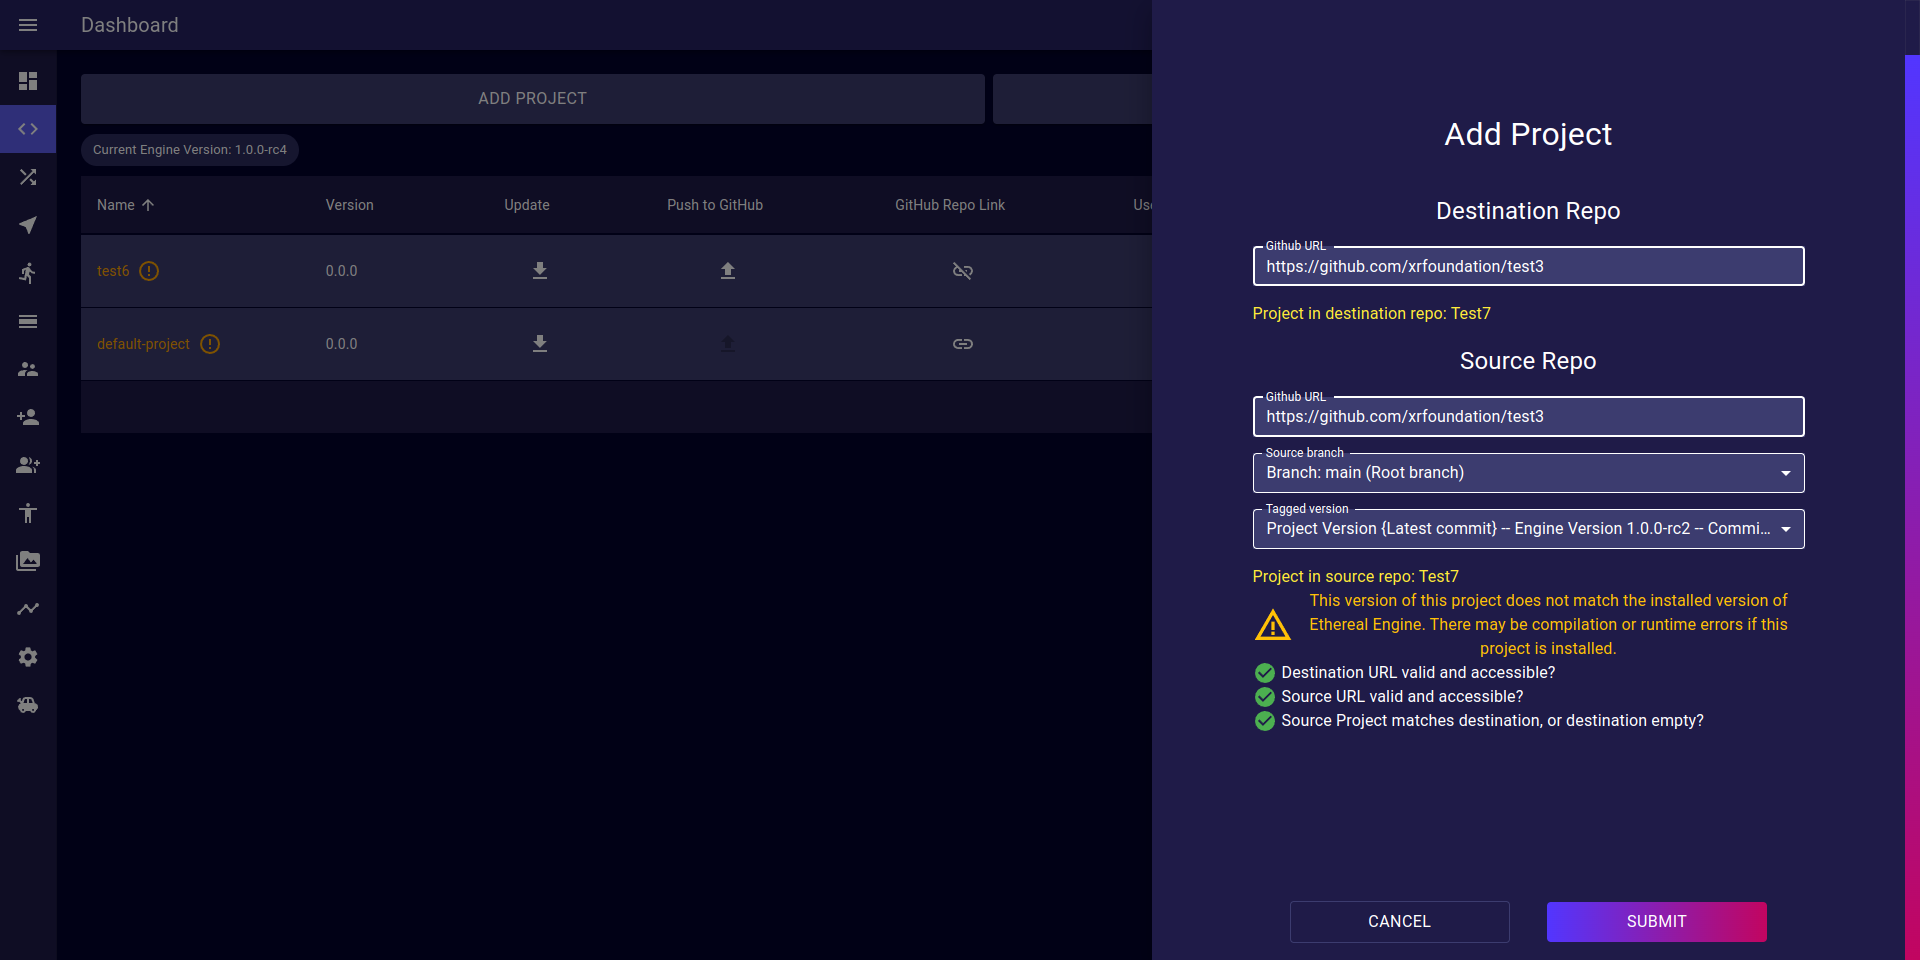 Dashboard
ADD PROJECT
Current Engine Version: 1.0.0-rc4
Name Version Update Push to GitHub GitHub Repo Link
test6 0.0.0
default-project 0.0.0
Add Project
Destination Repo
Github URL
https://github.com/xrfoundation/test3
Project in destination repo: Test7
Source Repo
Github URL
https://github.com/xrfoundation/test3
Source branch
Branch: main (Root branch)
Tagged version
Project Version {Latest commit} -- Engine Version 1.0.0-rc2 -- Commi...
Project in source repo: Test7
This version of this project does not match the installed version of
Ethereal Engine. There may be compilation or runtime errors if this
project is installed.
Destination URL valid and accessible?
Source URL valid and accessible?
Source Project matches destination, or destination empty?
CANCEL
SUBMIT